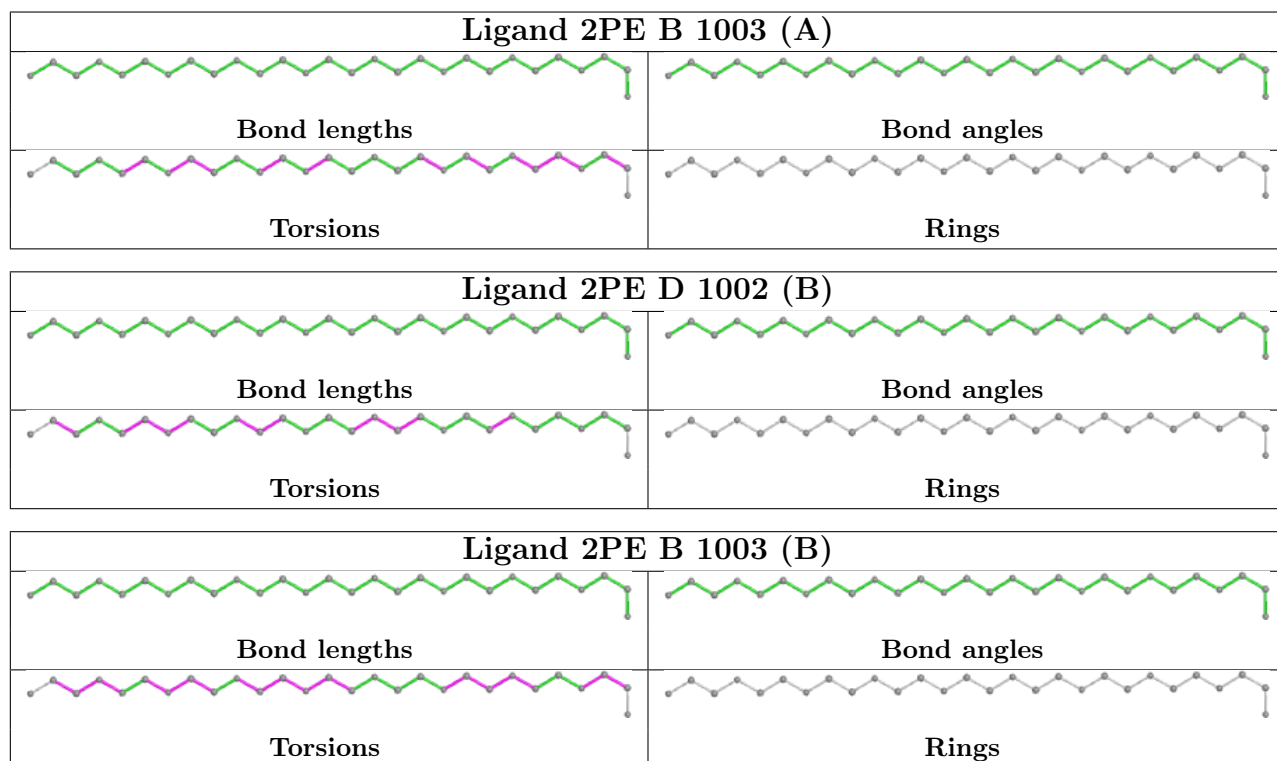 Ligand 2PE B 1003 (A)
Bond lengths
Bond angles
Torsions
Rings
Ligand 2PE D 1002 (B)
Bond lengths
Bond angles
Torsions
Rings
Ligand 2PE B 1003 (B)
Bond lengths
Bond angles
Torsions
Rings